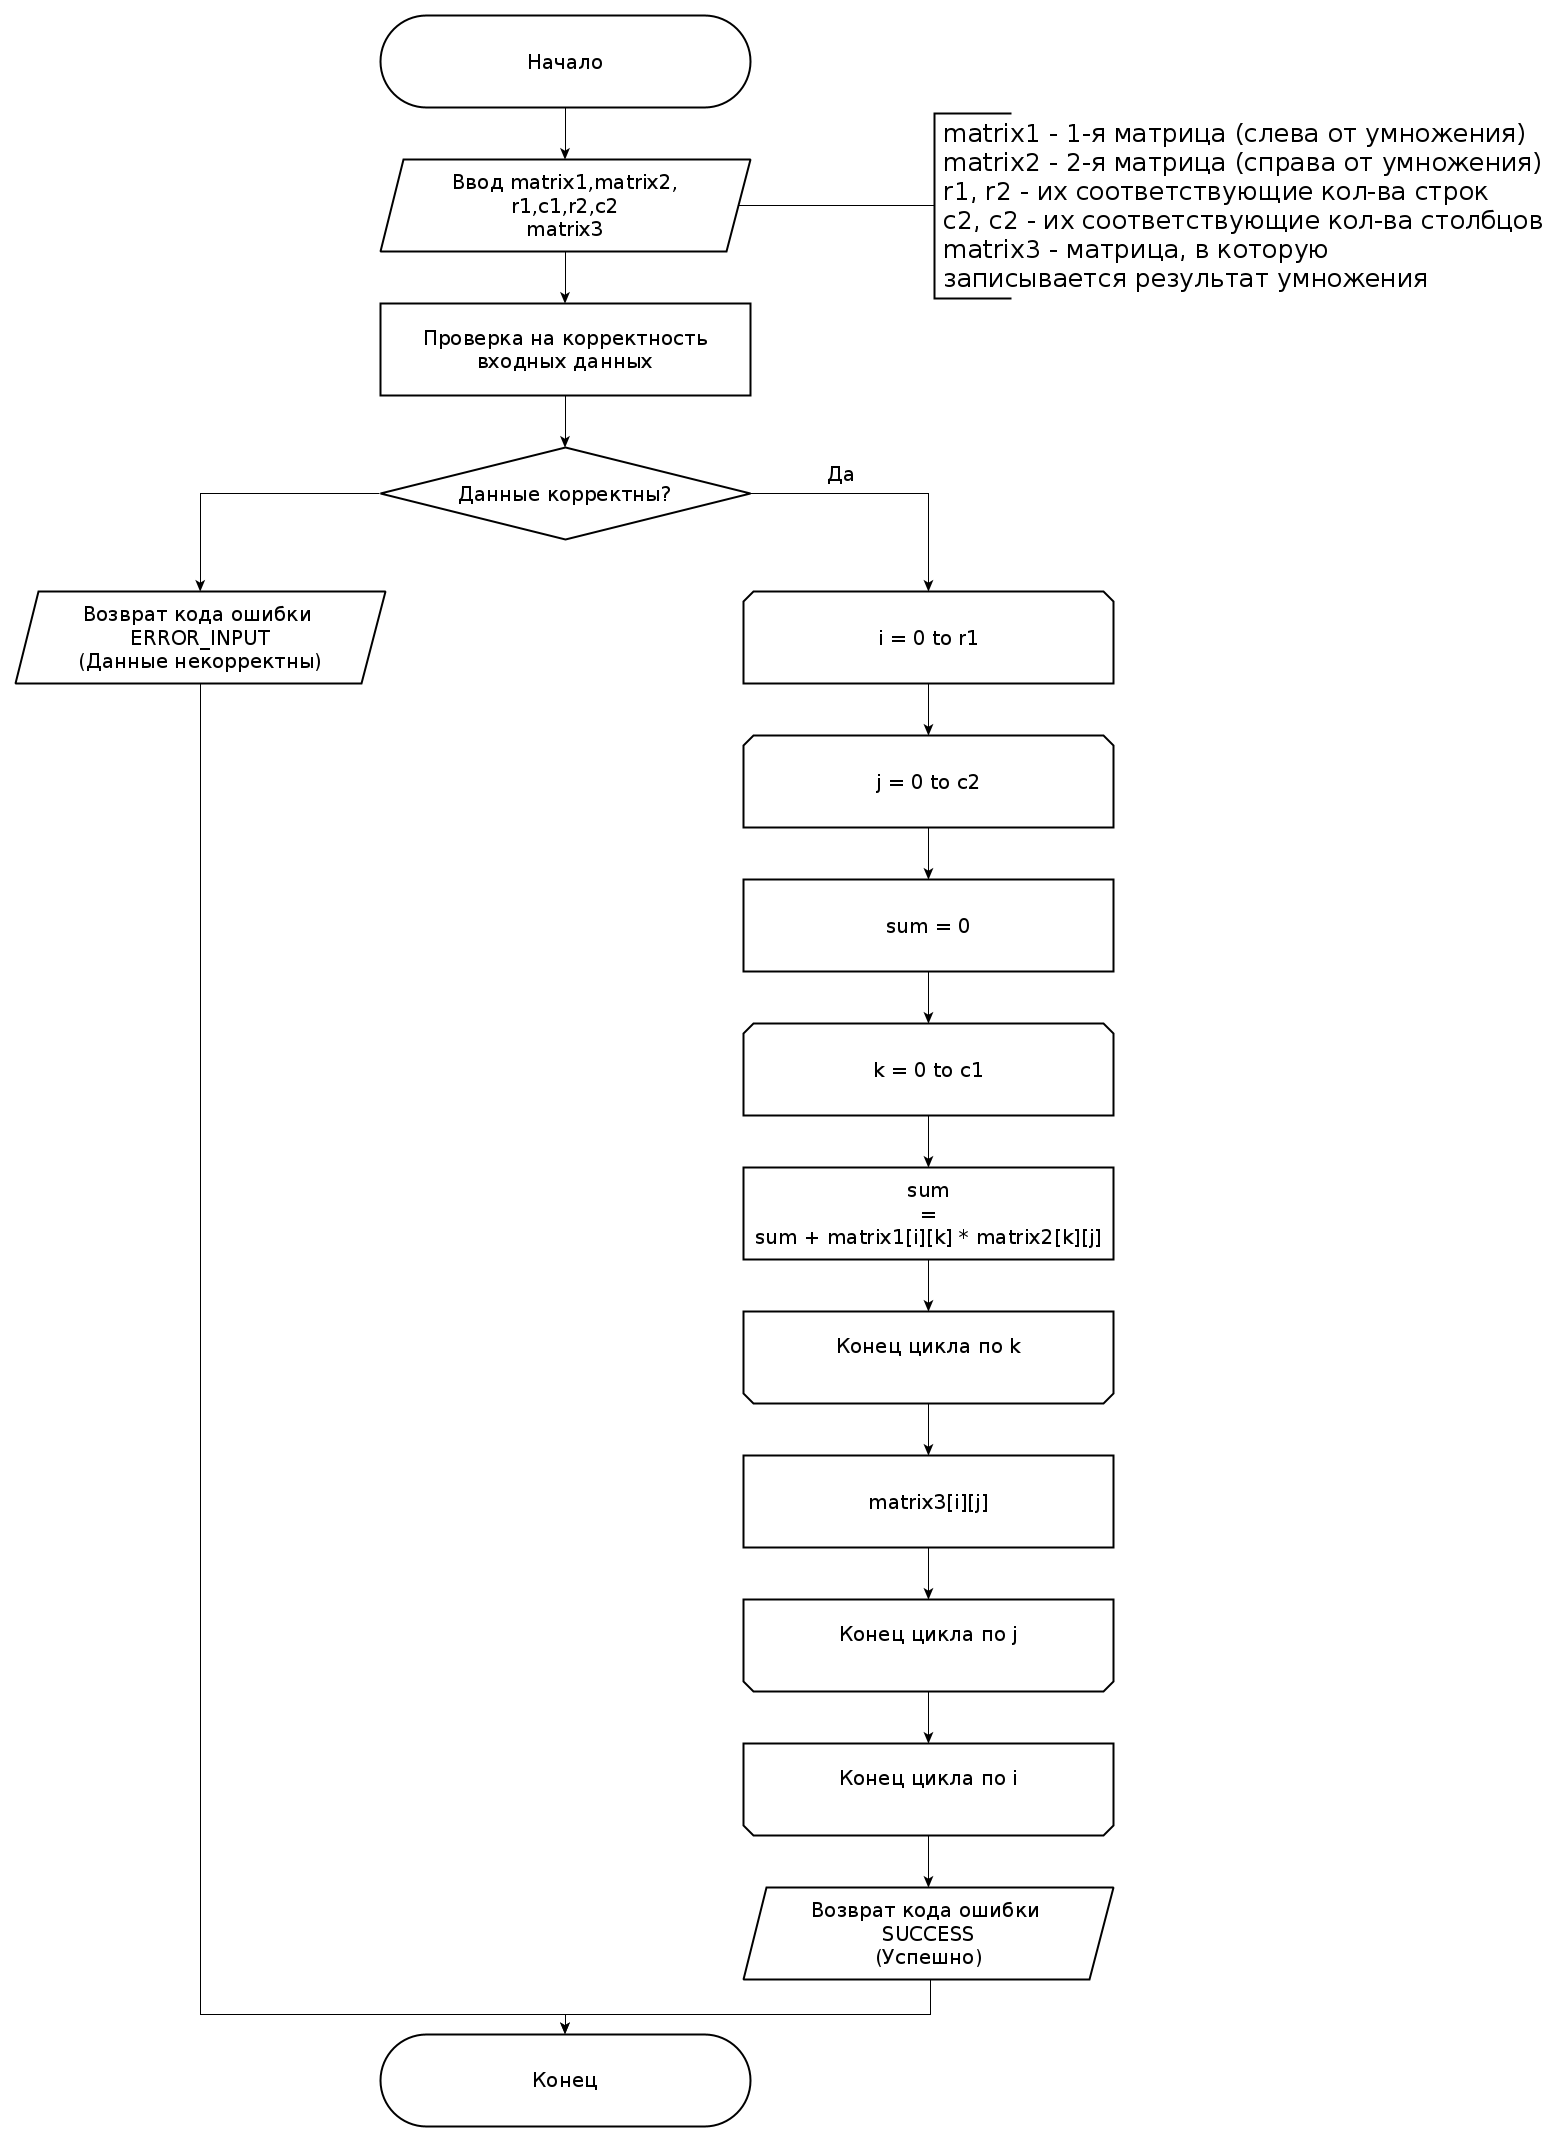 Начало
Ввод matrix1,matrix2,
r1,c1,r2,c2
matrix3
matrix1 - 1-я матрица (слева от умножения)
matrix2 - 2-я матрица (справа от умножения)
r1, r2 - их соответствующие кол-ва строк
c2, c2 - их соответствующие кол-ва столбцов
matrix3 - матрица, в которую
записывается результат умножения
Проверка на корректность
входных данных
Данные корректны?
Да
Возврат кода ошибки
ERROR_INPUT
(Данные некорректны)
i = 0 to r1
j = 0 to c2
sum = 0
k = 0 to c1
sum
=
sum + matrix1[i][k] * matrix2[k][j]
Конец цикла по k
matrix3[i][j]
Конец цикла по j
Конец цикла по i
Возврат кода ошибки
SUCCESS
(Успешно)
Конец